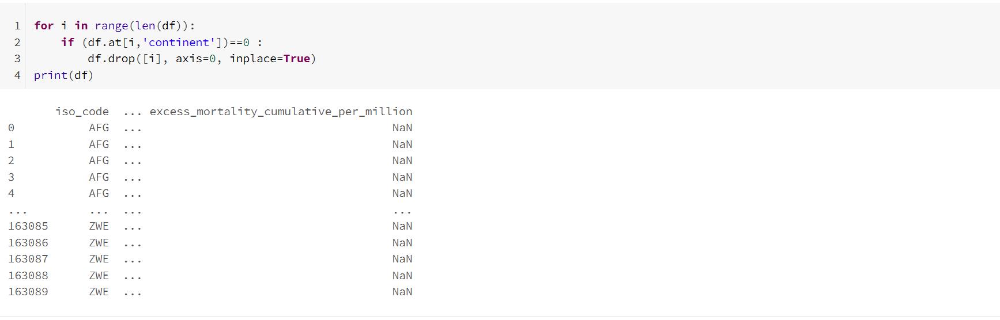 1 for i in range(len(df)):
2     if (df.at[i,'continent'])==0 :
3         df.drop([i], axis=0, inplace=True)
4 print(df)
       iso_code  ... excess_mortality_cumulative_per_million
0           AFG  ...                                     NaN
1           AFG  ...                                     NaN
2           AFG  ...                                     NaN
3           AFG  ...                                     NaN
4           AFG  ...                                     NaN
...         ...  ...                                     ...
163085      ZWE  ...                                     NaN
163086      ZWE  ...                                     NaN
163087      ZWE  ...                                     NaN
163088      ZWE  ...                                     NaN
163089      ZWE  ...                                     NaN